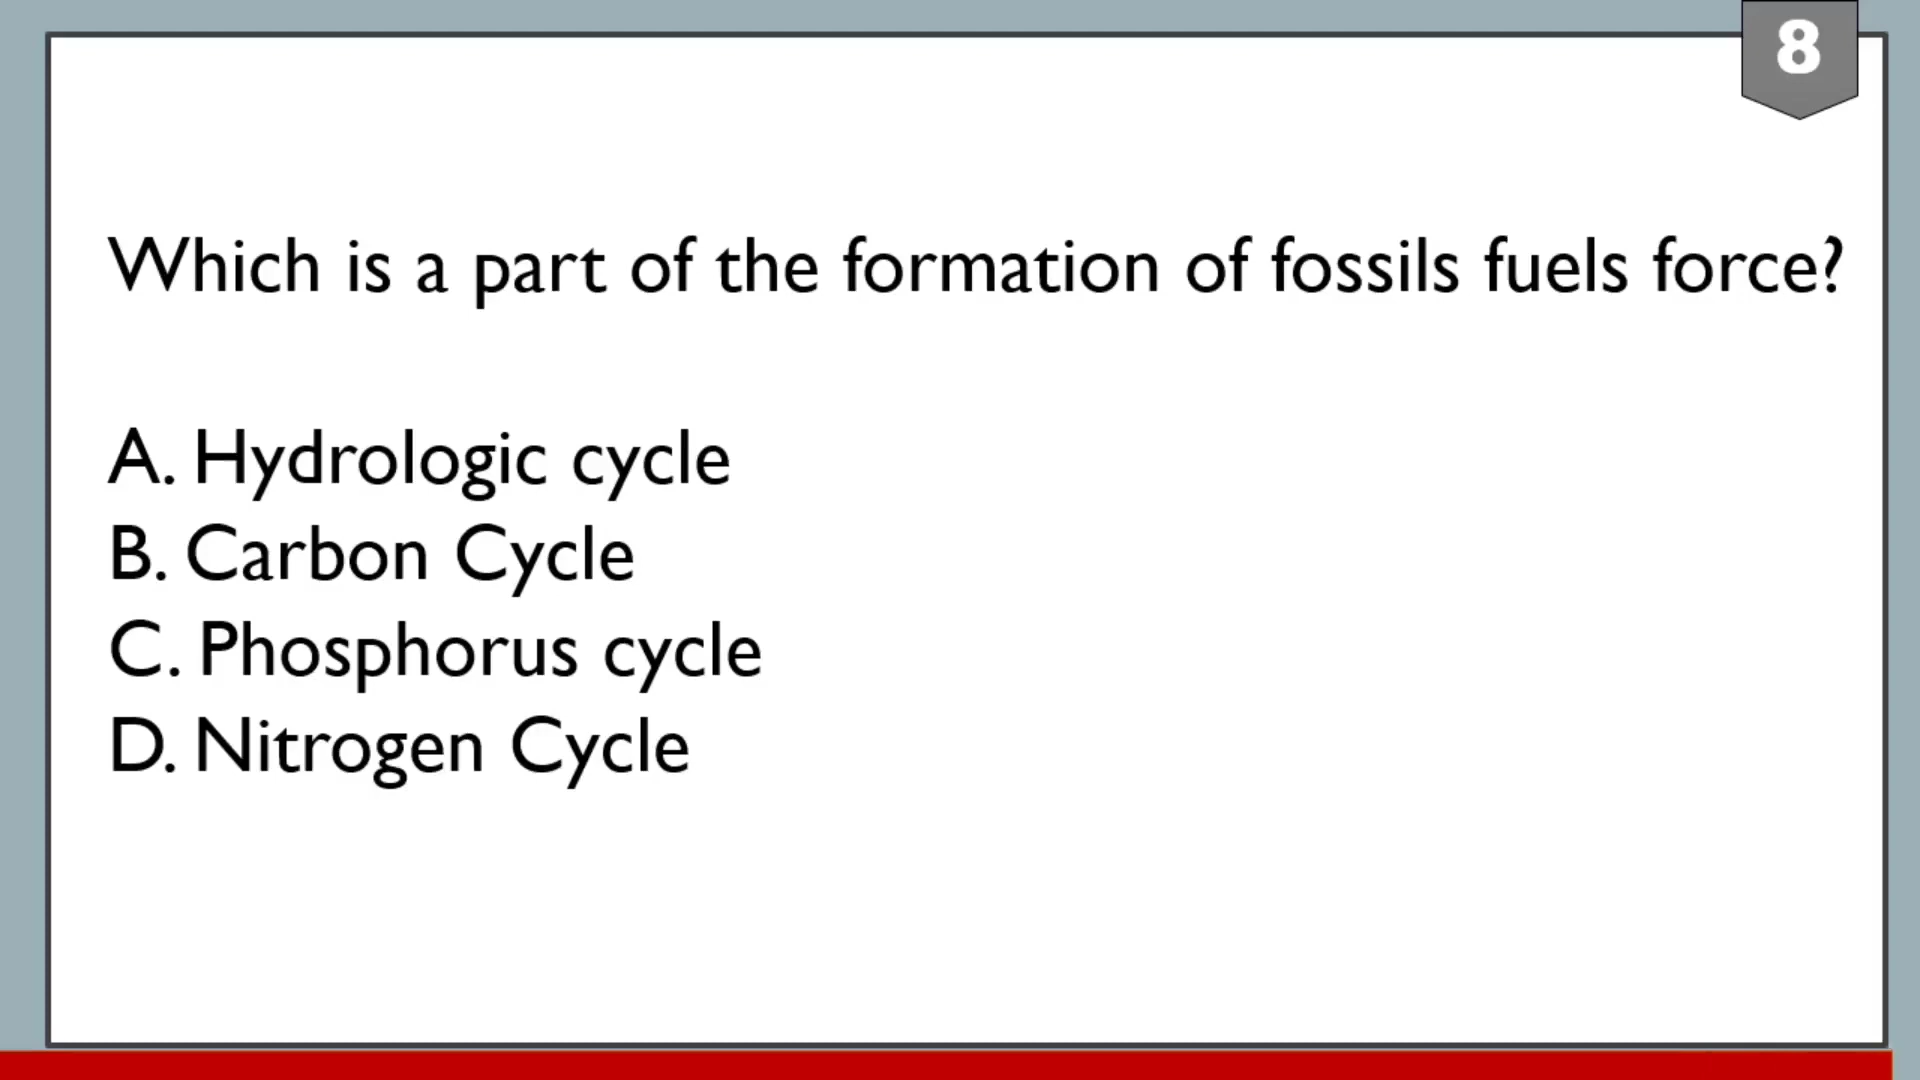 8
Which is a part of the formation of fossils fuels force?
A. Hydrologic cycle
B. Carbon Cycle
C. Phosphorus cycle
D. Nitrogen Cycle